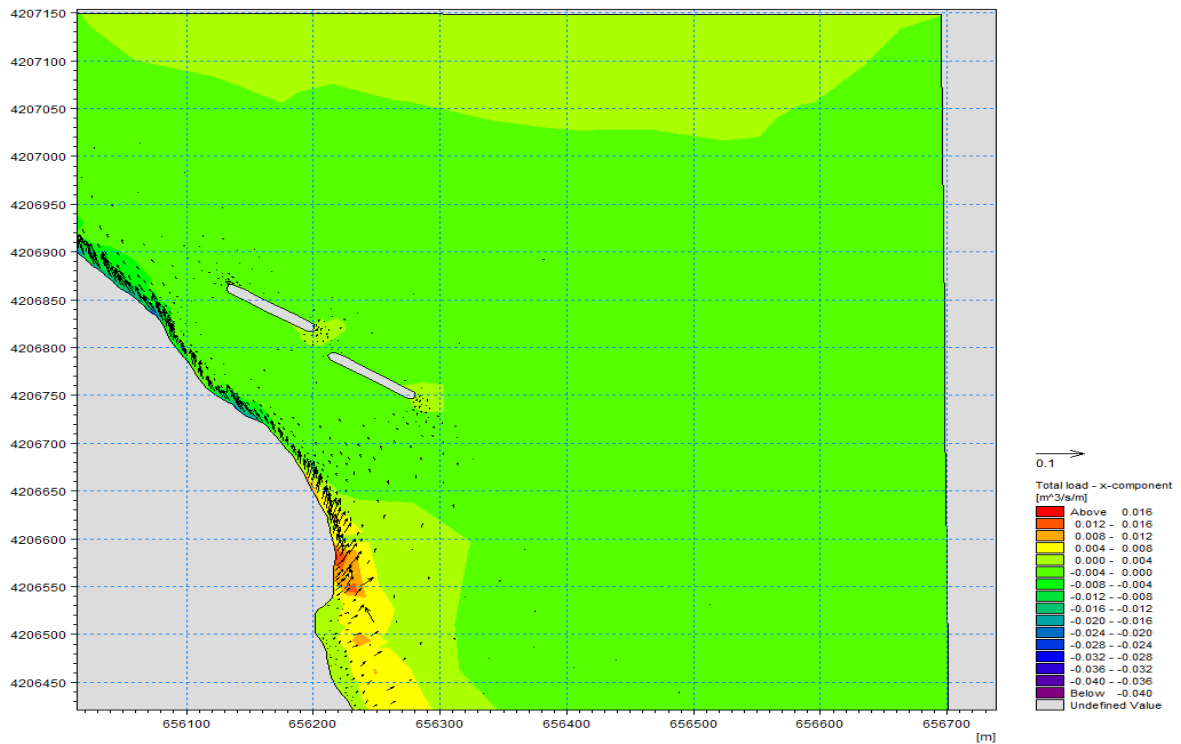 4207150
4207100
4207050
4207000
4206950
4206900
4206850
4206800
4206750
4206700
4206650
4206600
4206550
4206500
4206450
656100 656200 656300 656400 656500 656600 656700
[m]
0.1
Total load - x-component
[m^3/s/m]
Above 0.016
0.012 - 0.016
0.008 - 0.012
0.004 - 0.008
0.000 - 0.004
-0.004 - 0.000
-0.008 - -0.004
-0.012 - -0.008
-0.016 - -0.012
-0.020 - -0.016
-0.024 - -0.020
-0.028 - -0.024
-0.032 - -0.028
-0.036 - -0.032
-0.040 - -0.036
Below -0.040
Undefined Value